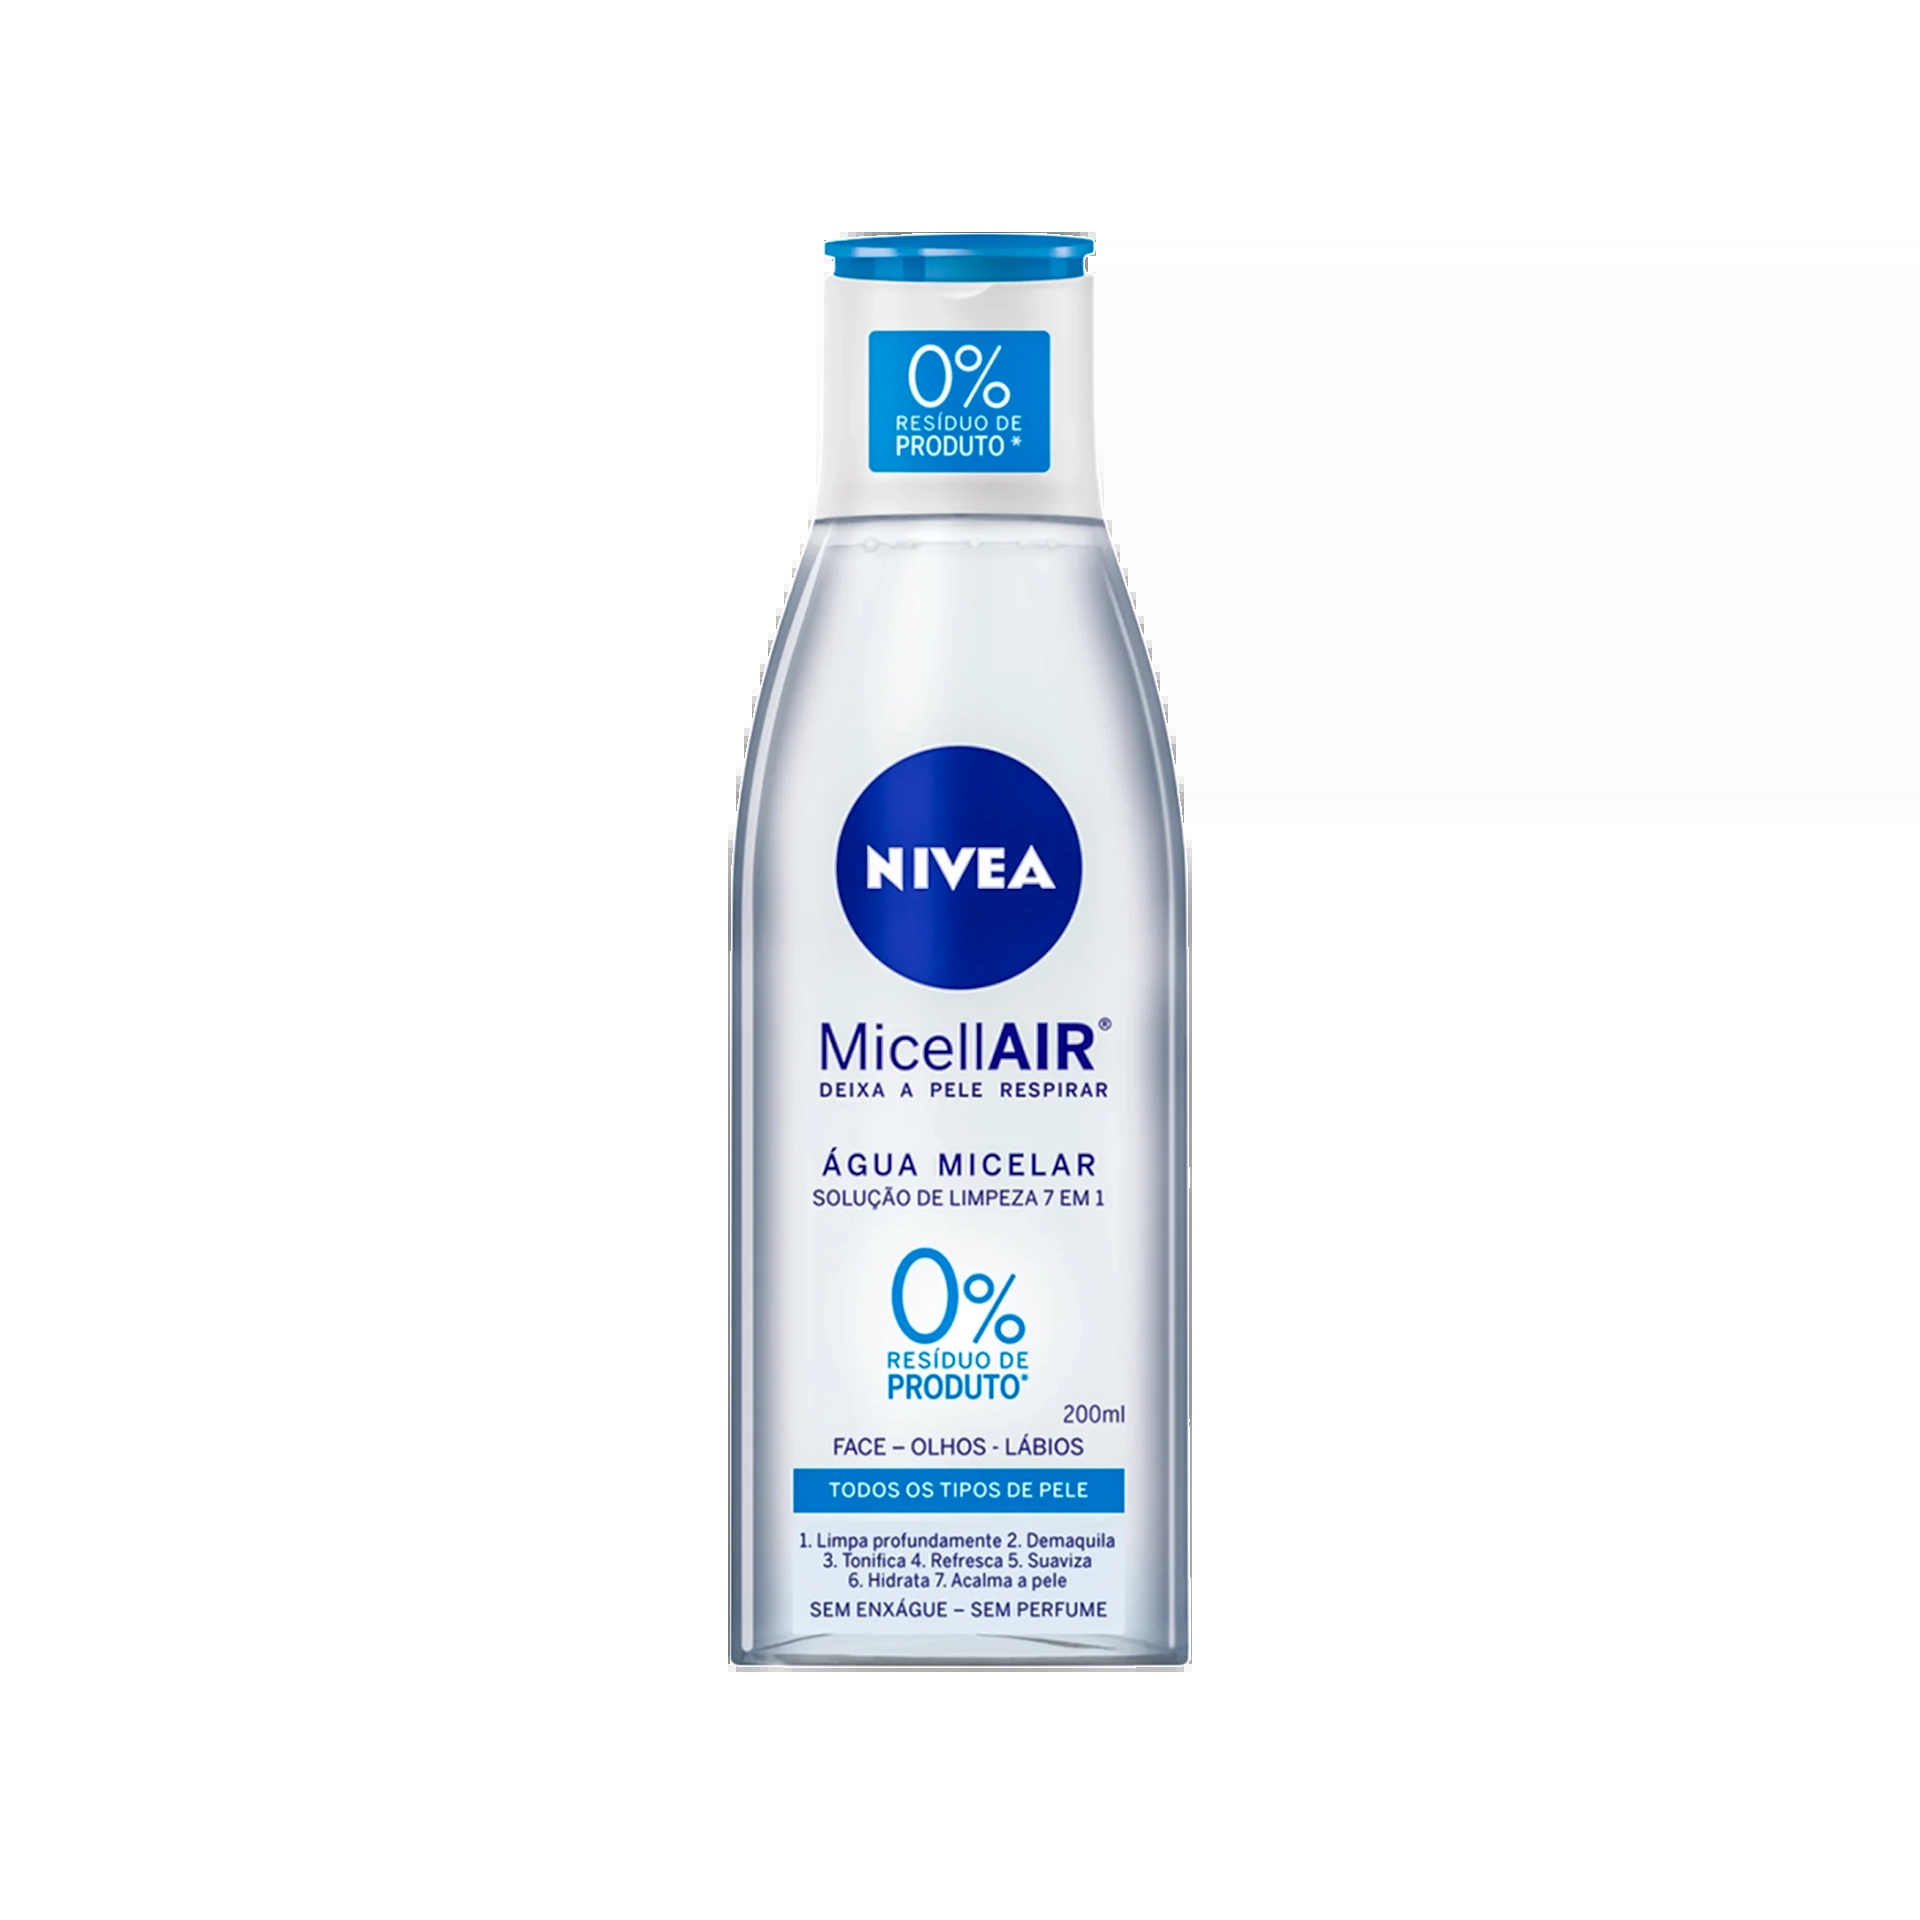 0%
RESÍDUO DE
PRODUTO*
NIVEA
MicellAIR®
DEIXA A PELE RESPIRAR
ÁGUA MICELAR
SOLUÇÃO DE LIMPEZA 7 EM 1
0%
RESÍDUO DE
PRODUTO*
200ml
FACE – OLHOS - LÁBIOS
TODOS OS TIPOS DE PELE
1. Limpa profundamente 2. Demaquila
3. Tonifica 4. Refresca 5. Suaviza
6. Hidrata 7. Acalma a pele
SEM ENXÁGUE – SEM PERFUME